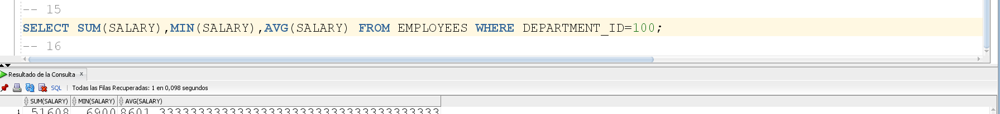 -- 15
SELECT SUM(SALARY),MIN(SALARY),AVG(SALARY) FROM EMPLOYEES WHERE DEPARTMENT_ID=100;
-- 16
Resultado de la Consulta x
SQL | Todas las Filas Recuperadas: 1 en 0,098 segundos
SUM(SALARY) MIN(SALARY) AVG(SALARY)
1 51608 6900 8601,333333333333333333333333333333333333